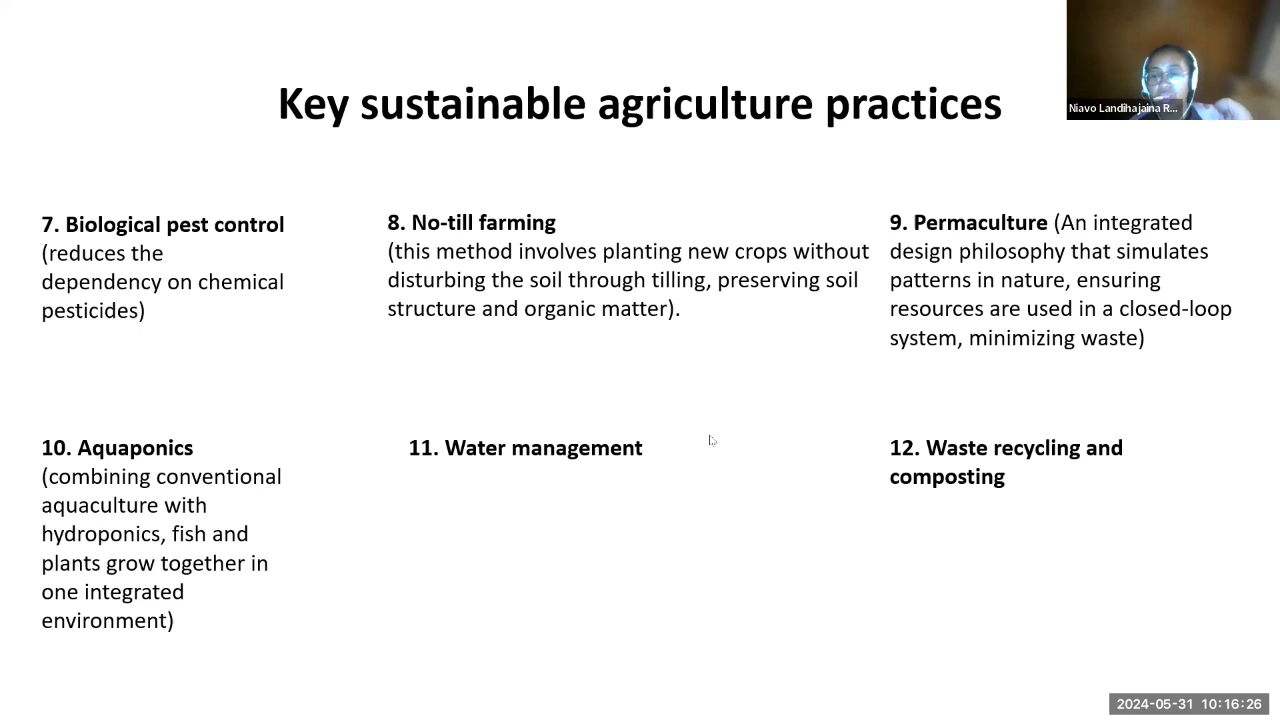 Key sustainable agriculture practices
Niavo Landihajaina R...
7. Biological pest control
(reduces the
dependency on chemical
pesticides)
8. No-till farming
(this method involves planting new crops without
disturbing the soil through tilling, preserving soil
structure and organic matter).
9. Permaculture (An integrated
design philosophy that simulates
patterns in nature, ensuring
resources are used in a closed-loop
system, minimizing waste)
10. Aquaponics
(combining conventional
aquaculture with
hydroponics, fish and
plants grow together in
one integrated
environment)
11. Water management
12. Waste recycling and
composting
2024-05-31 10:16:26